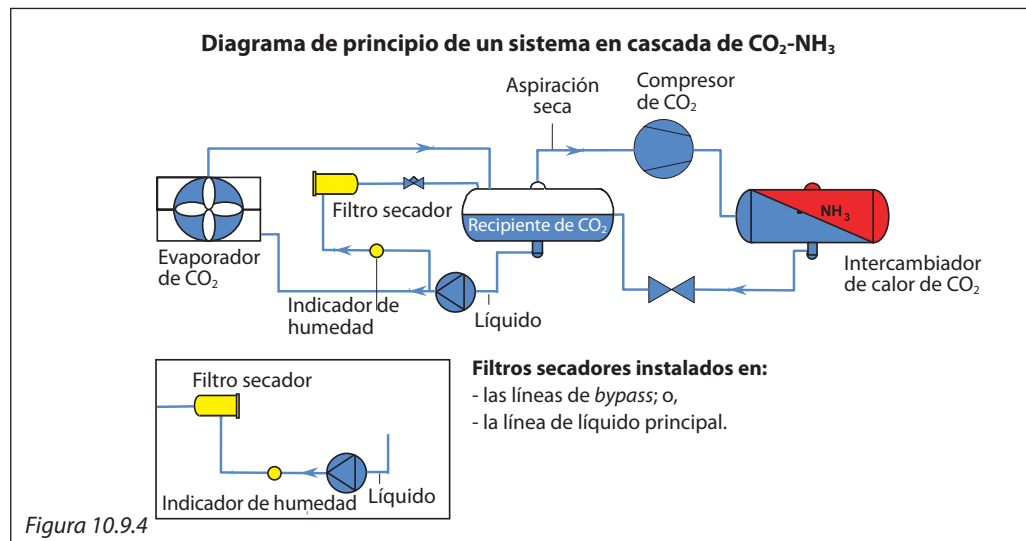 Diagrama de principio de un sistema en cascada de CO₂-NH₃
Aspiración
seca
Compresor
de CO₂
Filtro secador
Recipiente de CO₂
NH₃
Evaporador
de CO₂
Indicador de
humedad
Líquido
Intercambiador
de calor de CO₂
Filtro secador
Indicador de humedad
Líquido
Filtros secadores instalados en:
- las líneas de bypass; o,
- la línea de líquido principal.
Figura 10.9.4